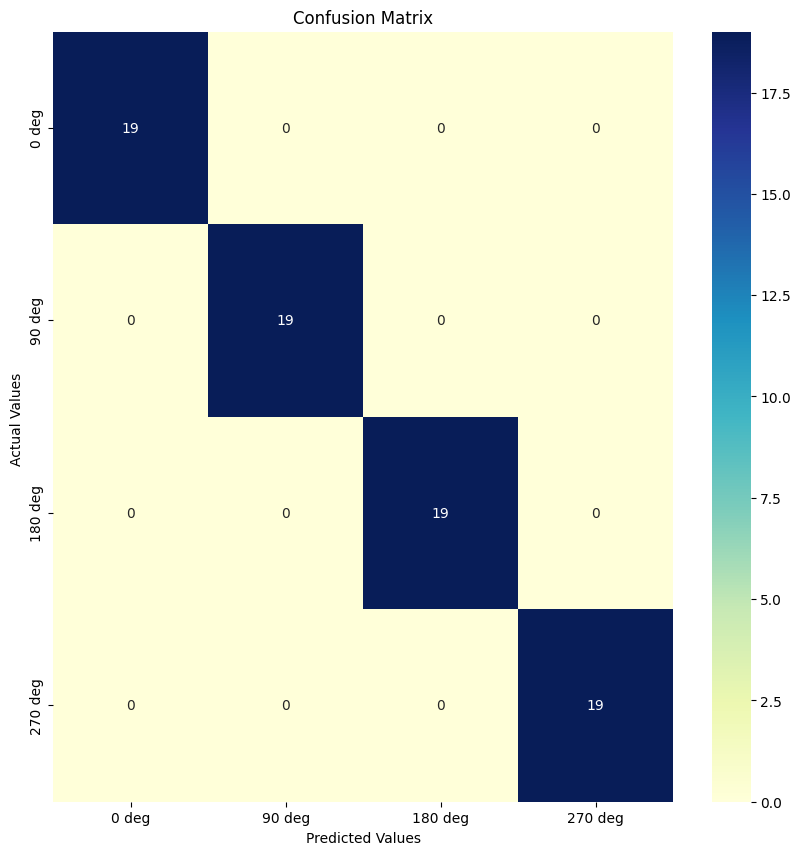 Confusion Matrix
0 deg
19 0 0 0
90 deg
0 19 0 0
180 deg
0 0 19 0
270 deg
0 0 0 19
0 deg 90 deg 180 deg 270 deg
Predicted Values
Actual Values
17.5
15.0
12.5
10.0
7.5
5.0
2.5
0.0